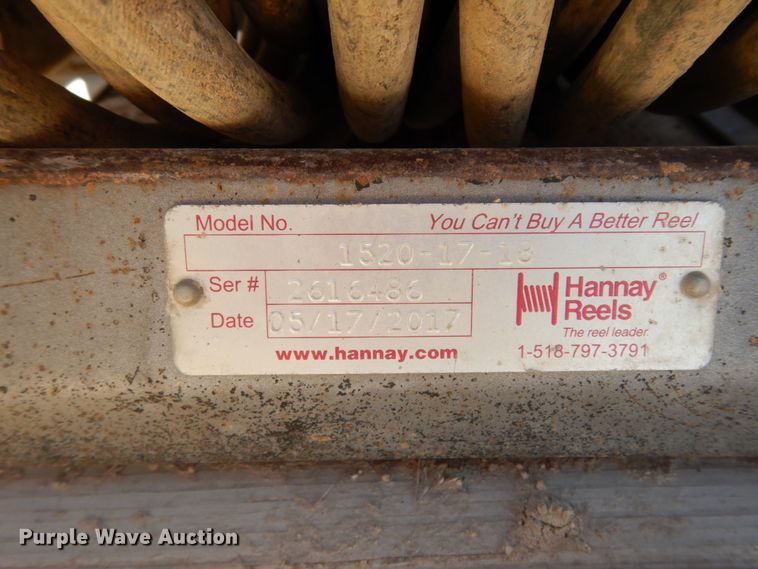 Model No. You Can't Buy A Better Reel
1520-17-18
Ser # 2616486
Date 05/17/2017
Hannay®
Reels
The reel leader.
www.hannay.com 1-518-797-3791
Purple Wave Auction